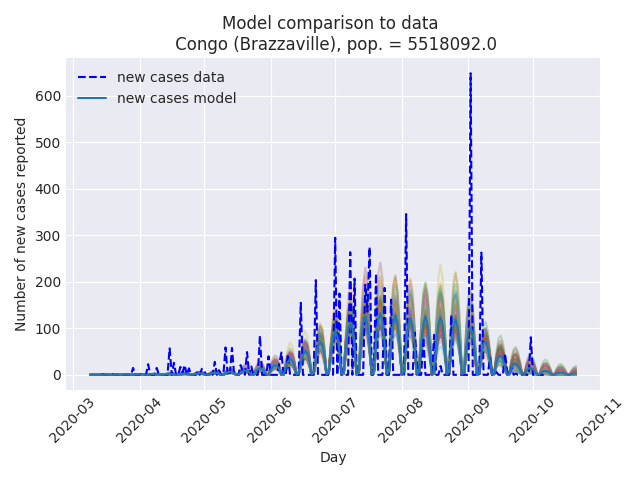 Model comparison to data
Congo (Brazzaville), pop. = 5518092.0
new cases data
new cases model
Number of new cases reported
600
500
400
300
200
100
0
2020-03
2020-04
2020-05
2020-06
2020-07
2020-08
2020-09
2020-10
2020-11
Day